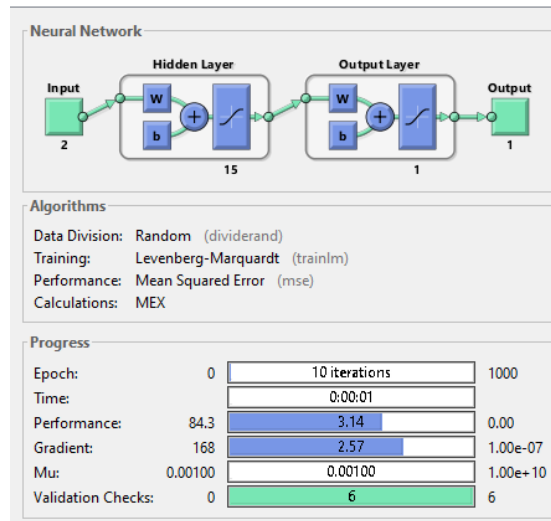 Neural Network
Hidden Layer Output Layer
Input W b + W b + Output
2 15 1 1
Algorithms
Data Division: Random (dividerand)
Training: Levenberg-Marquardt (trainlm)
Performance: Mean Squared Error (mse)
Calculations: MEX
Progress
Epoch: 0 10 iterations 1000
Time: 0:00:01
Performance: 84.3 3.14 0.00
Gradient: 168 2.57 1.00e-07
Mu: 0.00100 0.00100 1.00e+10
Validation Checks: 0 6 6